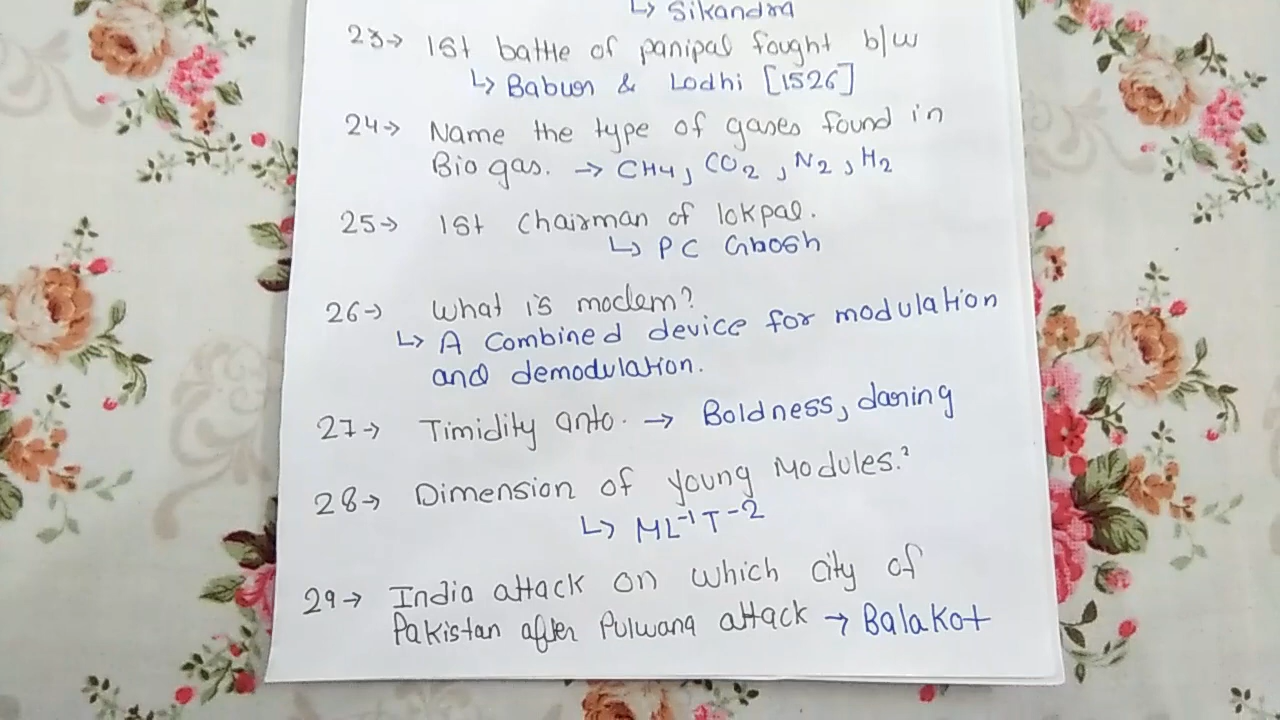 ↳ Sikandra
23→ 1st battle of panipal fought b/w
↳ Babur & Lodhi [1526]
24→ Name the type of gases found in
Bio gas. → CH4, CO2, N2, H2
25→ 1st Chairman of lokpal.
↳ PC Ghosh
26→ What is modem?
↳ A Combined device for modulation
and demodulation.
27→ Timidity anto. → Boldness, daring
28→ Dimension of young Modules.?
↳ ML⁻¹T⁻²
29→ India attack on which city of
Pakistan after Pulwana attack → Balakot